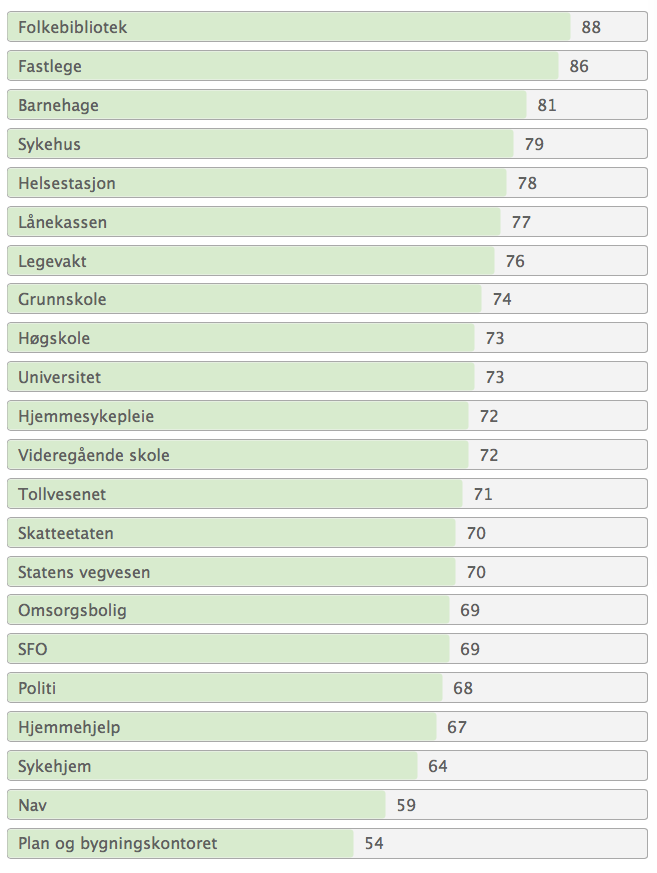 Folkebibliotek 88
Fastlege 86
Barnehage 81
Sykehus 79
Helsestasjon 78
Lånekassen 77
Legevakt 76
Grunnskole 74
Høgskole 73
Universitet 73
Hjemmesykepleie 72
Videregående skole 72
Tollvesenet 71
Skatteetaten 70
Statens vegvesen 70
Omsorgsbolig 69
SFO 69
Politi 68
Hjemmehjelp 67
Sykehjem 64
Nav 59
Plan og bygningskontoret 54